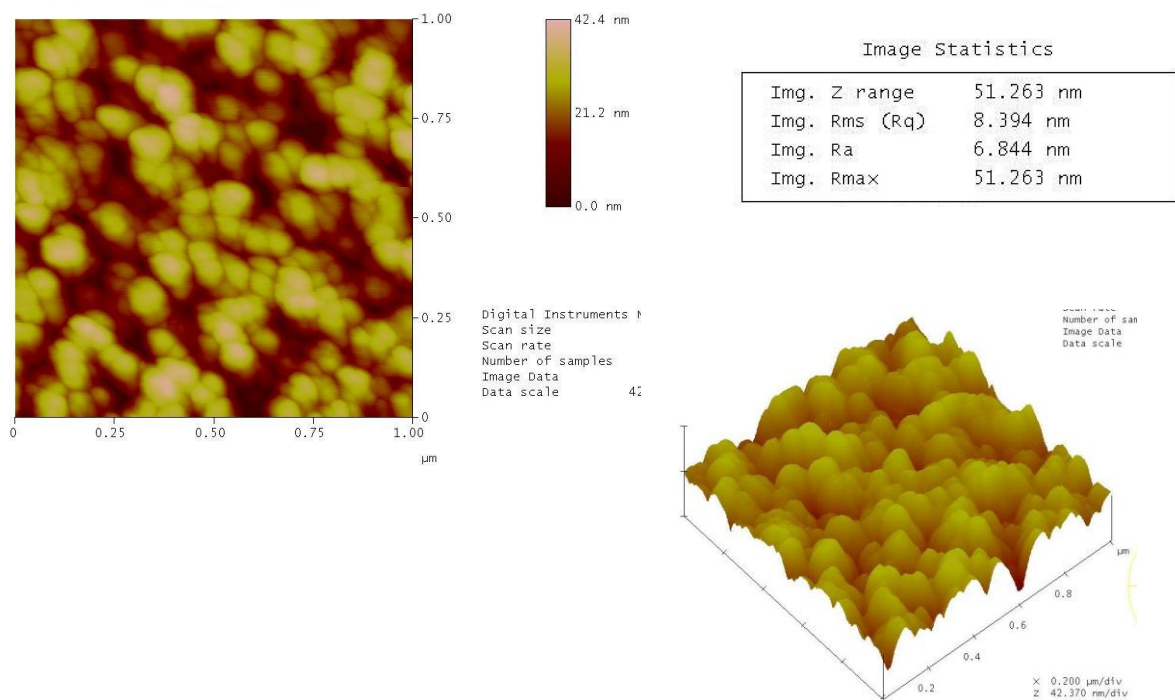 1.00
0.75
0.50
0.25
0
0 0.25 0.50 0.75 1.00
µm
42.4 nm
21.2 nm
0.0 nm
Digital Instruments
Scan size
Scan rate
Number of samples
Image Data
Data scale 42
Image Statistics
Img. Z range 51.263 nm
Img. Rms (Rq) 8.394 nm
Img. Ra 6.844 nm
Img. Rmax 51.263 nm
Number of sam
Image Data
Data scale
µm
0.8
0.6
0.4
0.2
X 0.200 µm/div
Z 42.370 nm/div